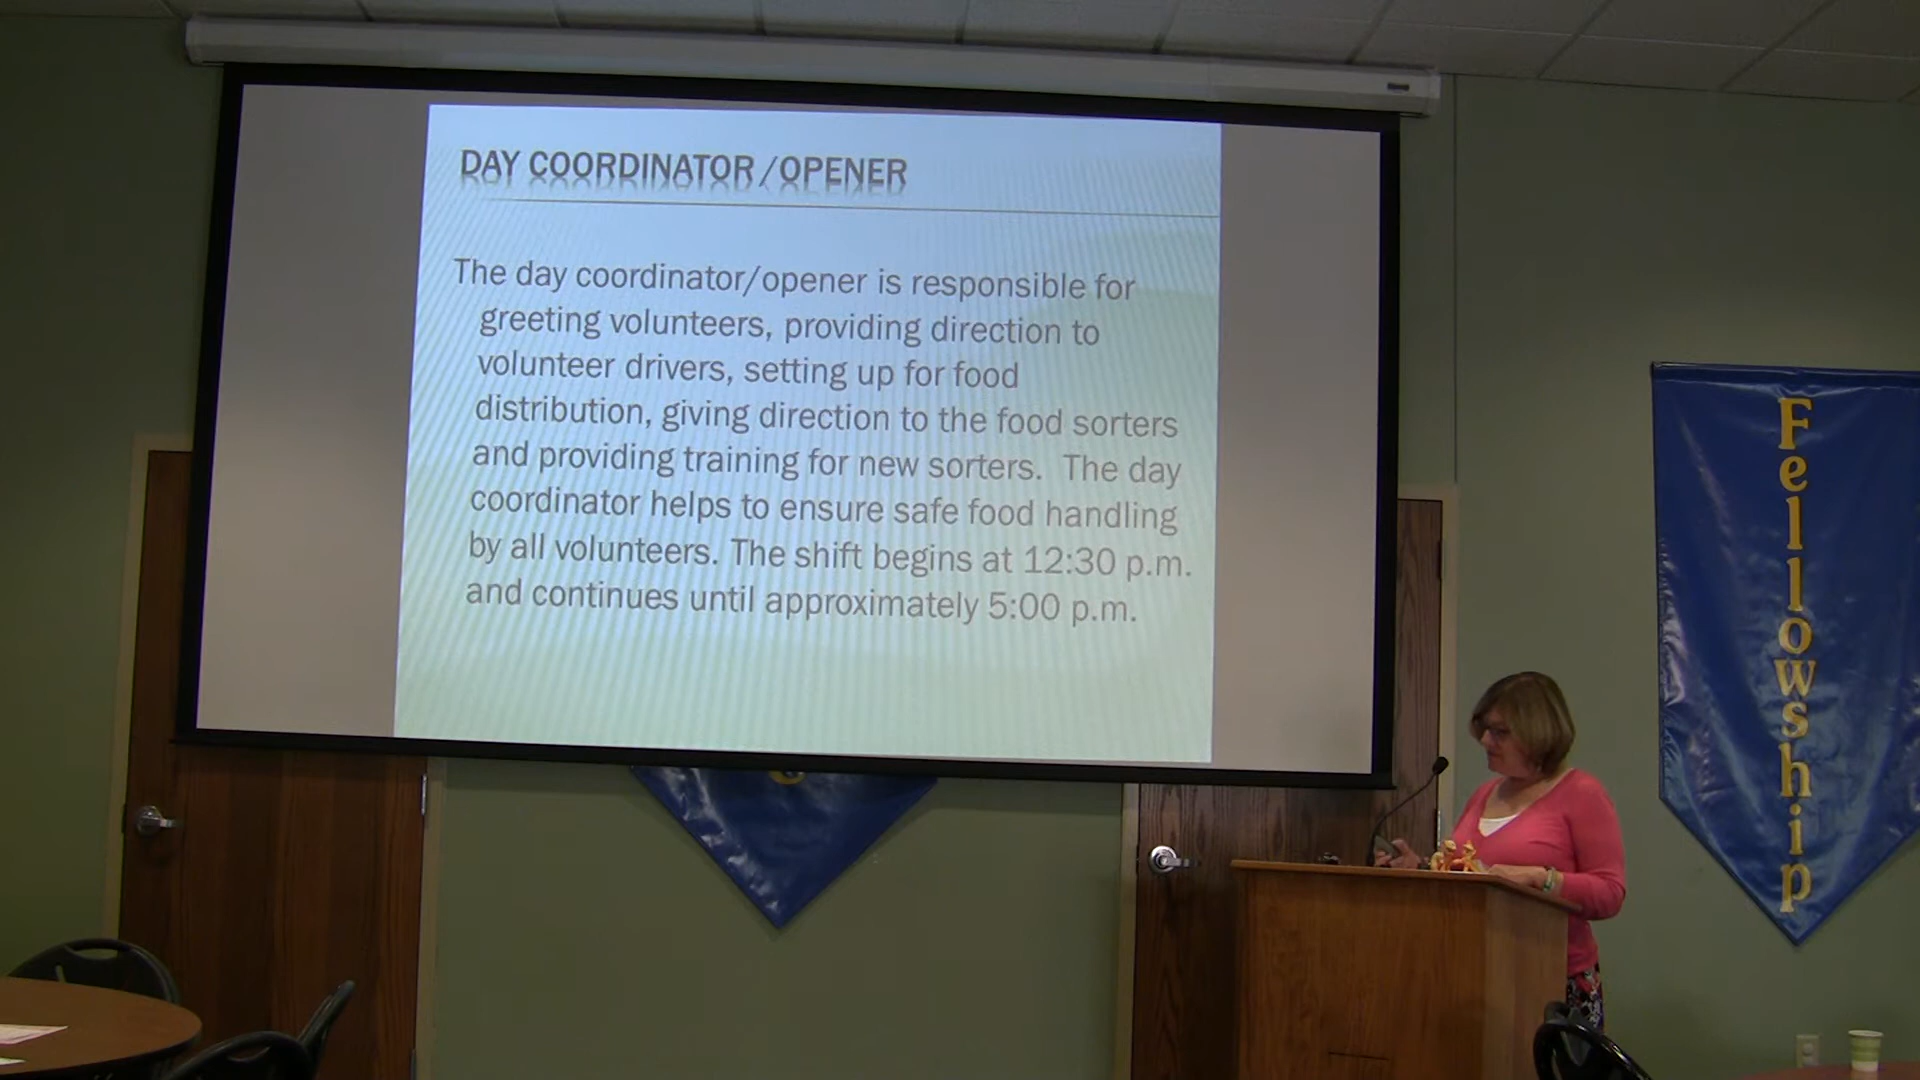 DAY COORDINATOR/OPENER
The day coordinator/opener is responsible for
greeting volunteers, providing direction to
volunteer drivers, setting up for food
distribution, giving direction to the food sorters
and providing training for new sorters.  The day
coordinator helps to ensure safe food handling
by all volunteers. The shift begins at 12:30 p.m.
and continues until approximately 5:00 p.m.
Fellowship